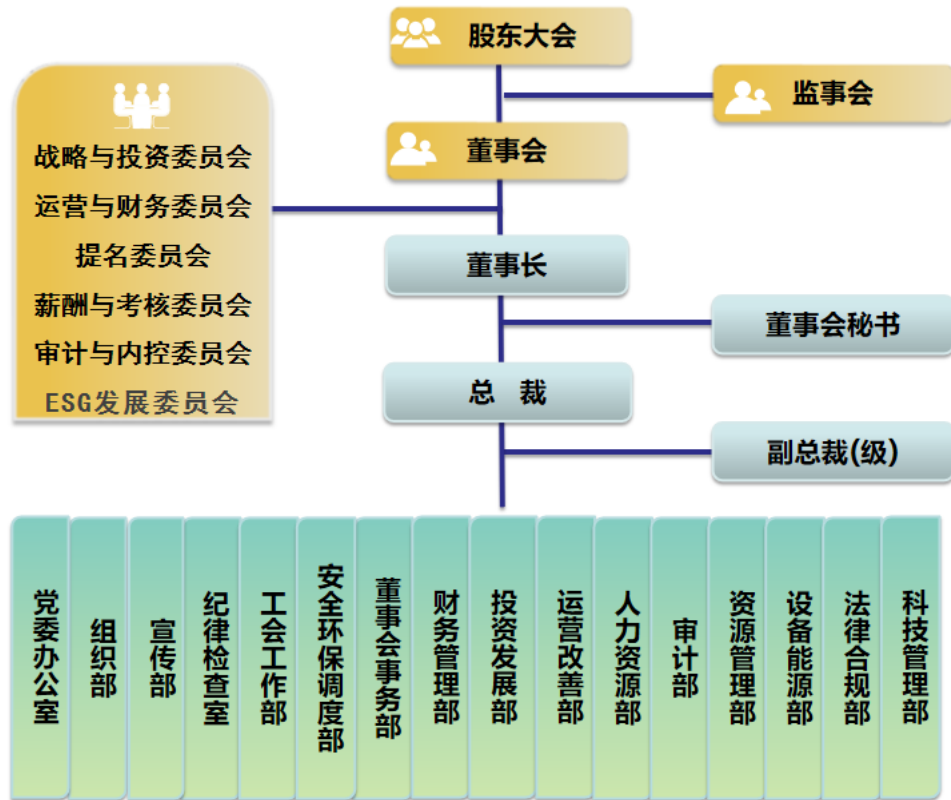 股东大会
监事会
董事会
战略与投资委员会
运营与财务委员会
提名委员会
薪酬与考核委员会
审计与内控委员会
ESG发展委员会
董事长
董事会秘书
总 裁
副总裁(级)
党委办公室
组织部
宣传部
纪律检查室
工会工作部
安全环保调度部
董事会事务部
财务管理部
投资发展部
运营改善部
人力资源部
审计部
资源管理部
设备能源部
法律合规部
科技管理部